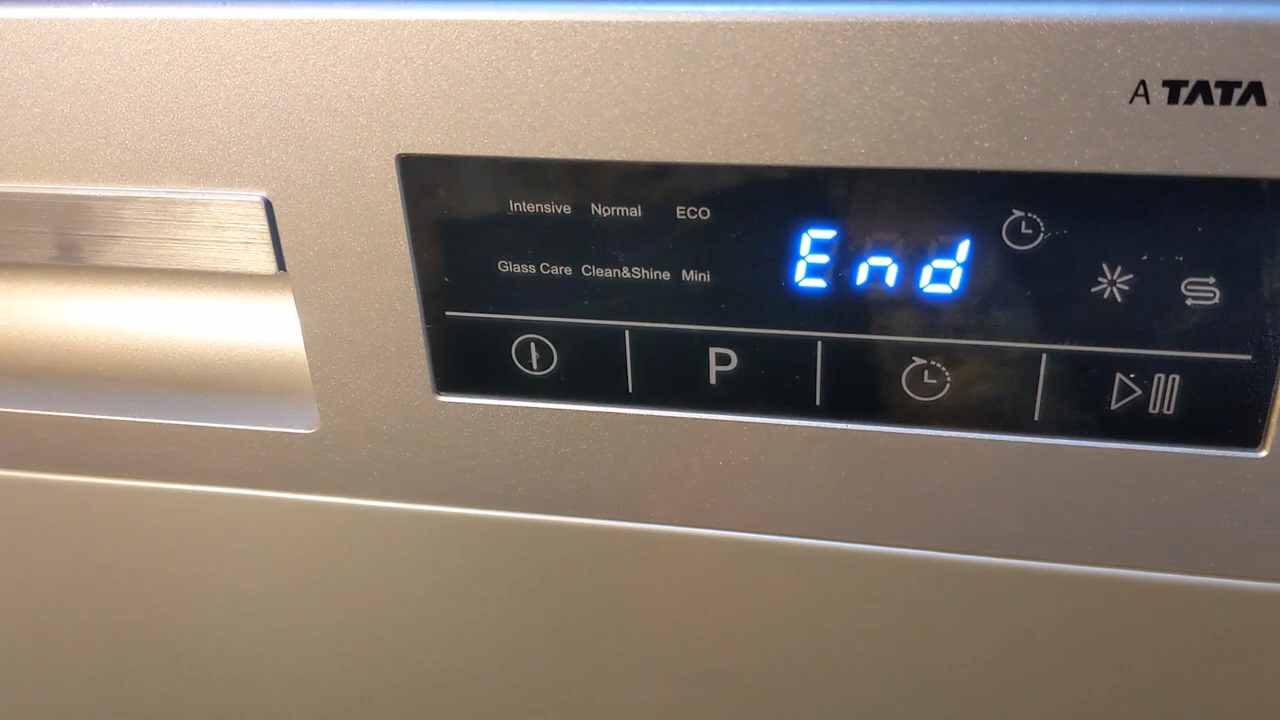 A TATA
Intensive Normal ECO
End
Glass Care Clean&Shine Mini
P